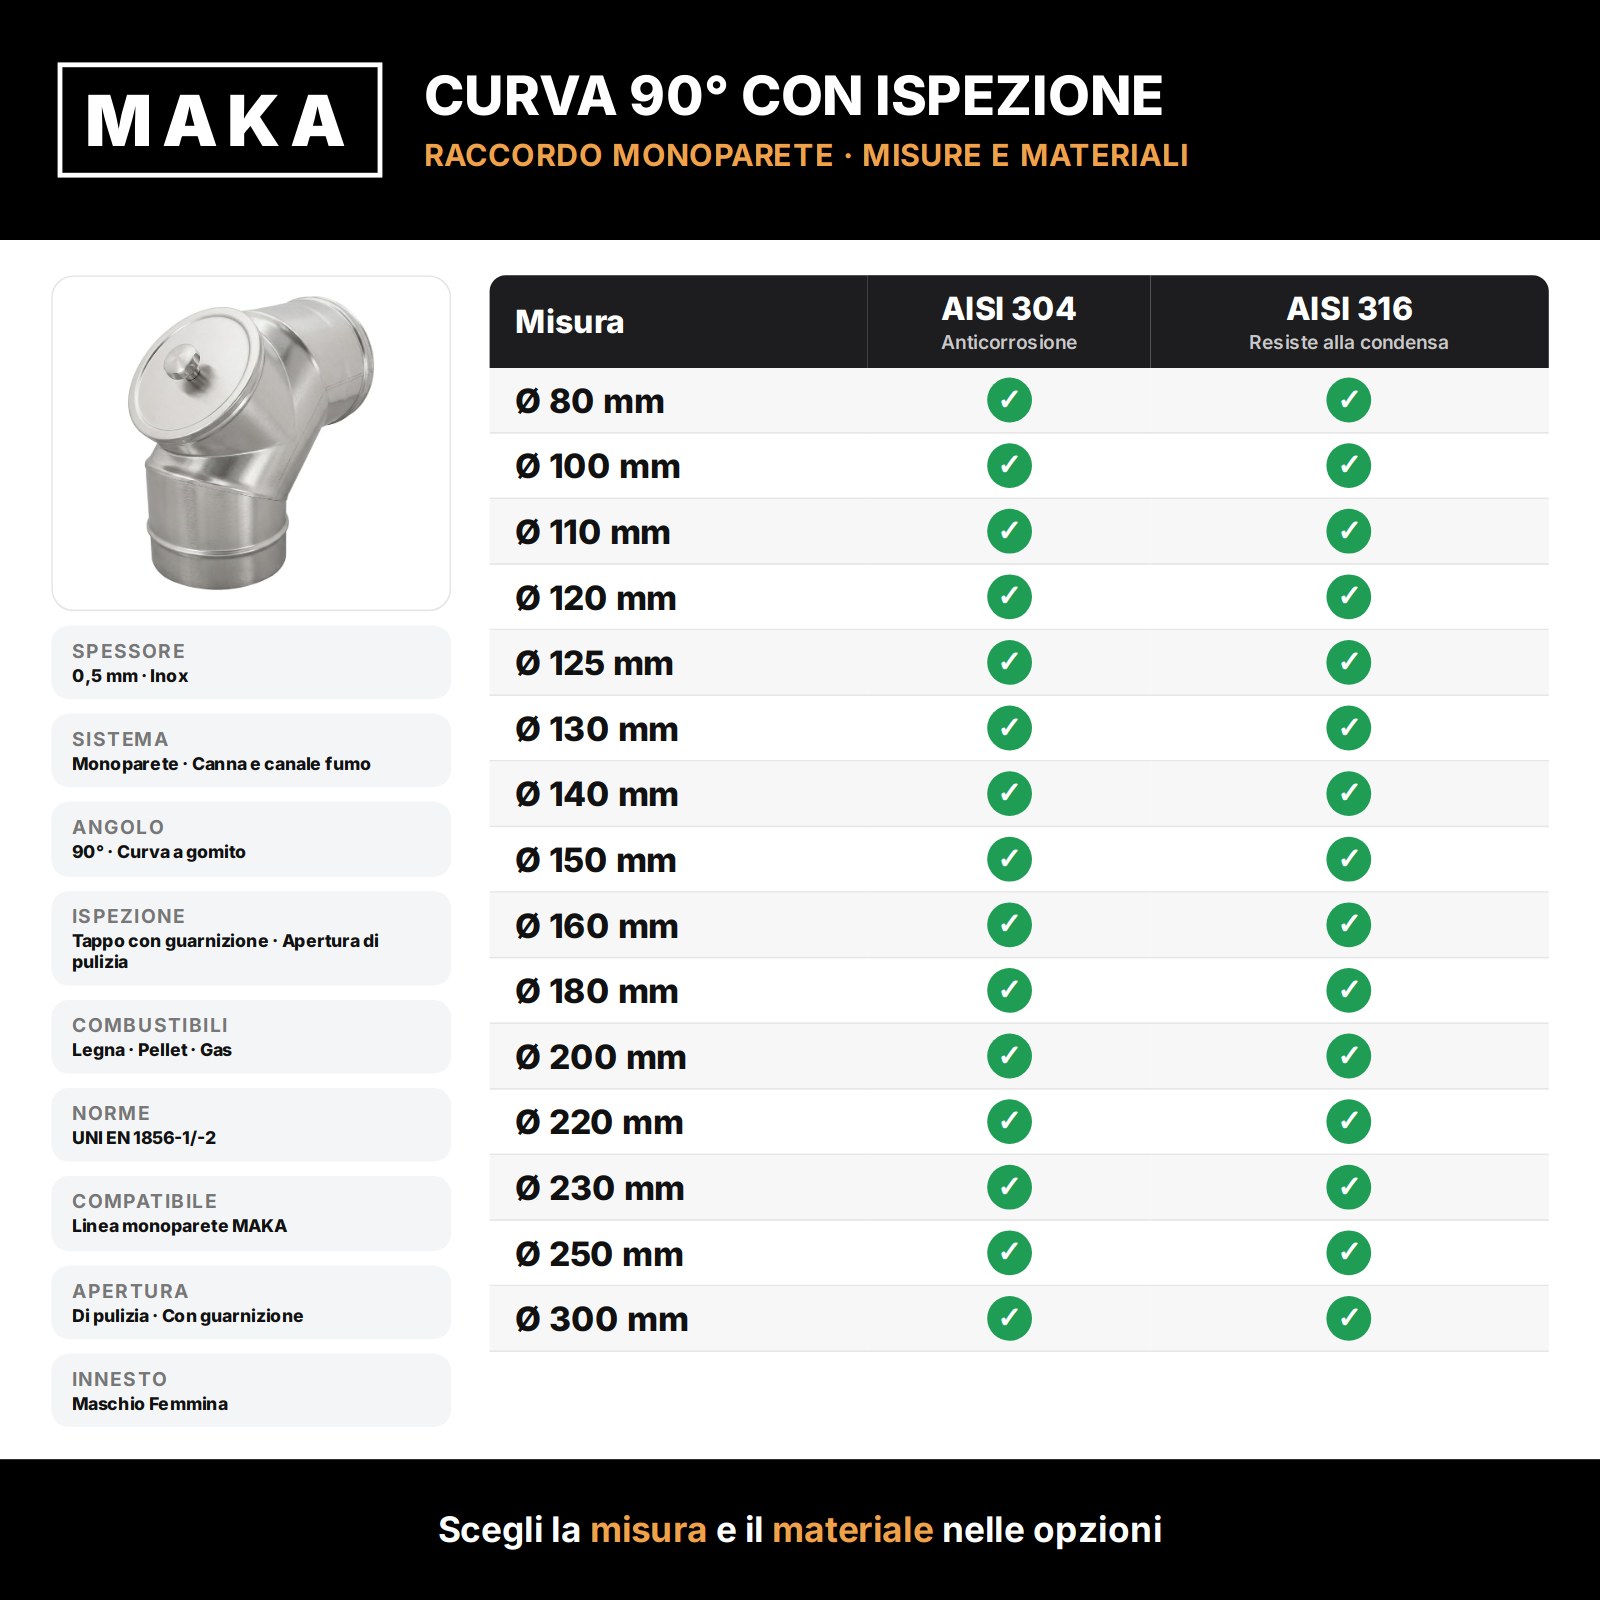 MAKA
CURVA 90° CON ISPEZIONE
RACCORDO MONOPARETE · MISURE E MATERIALI
SPESSORE
0,5 mm · Inox
SISTEMA
Monoparete · Canna e canale fumo
ANGOLO
90° · Curva a gomito
ISPEZIONE
Tappo con guarnizione · Apertura di
pulizia
COMBUSTIBILI
Legna · Pellet · Gas
NORME
UNI EN 1856-1/-2
COMPATIBILE
Linea monoparete MAKA
APERTURA
Di pulizia · Con guarnizione
INNESTO
Maschio Femmina
Misura AISI 304 AISI 316
Anticorrosione Resiste alla condensa
Ø 80 mm ✓ ✓
Ø 100 mm ✓ ✓
Ø 110 mm ✓ ✓
Ø 120 mm ✓ ✓
Ø 125 mm ✓ ✓
Ø 130 mm ✓ ✓
Ø 140 mm ✓ ✓
Ø 150 mm ✓ ✓
Ø 160 mm ✓ ✓
Ø 180 mm ✓ ✓
Ø 200 mm ✓ ✓
Ø 220 mm ✓ ✓
Ø 230 mm ✓ ✓
Ø 250 mm ✓ ✓
Ø 300 mm ✓ ✓
Scegli la misura e il materiale nelle opzioni